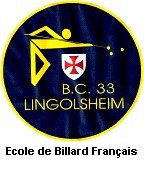 B.C. 33
LINGOLSHEIM
Ecole de Billard Français